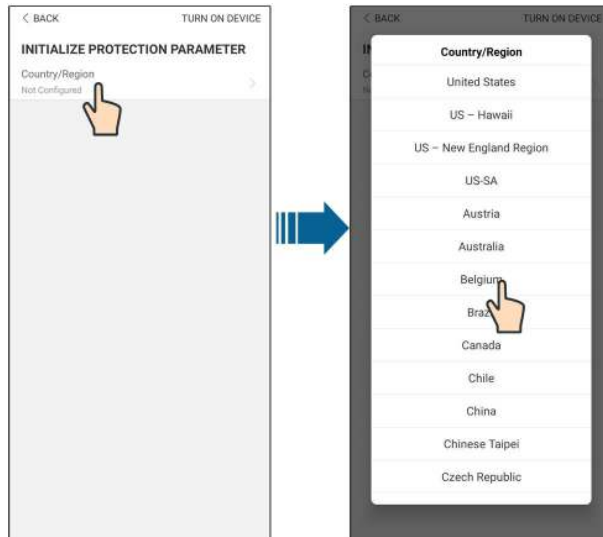 < BACK TURN ON DEVICE
INITIALIZE PROTECTION PARAMETER
Country/Region
Not Configured
< BACK TURN ON DEVICE
Country/Region
United States
US – Hawaii
US – New England Region
US-SA
Austria
Australia
Belgium
Canada
Chile
China
Chinese Taipei
Czech Republic